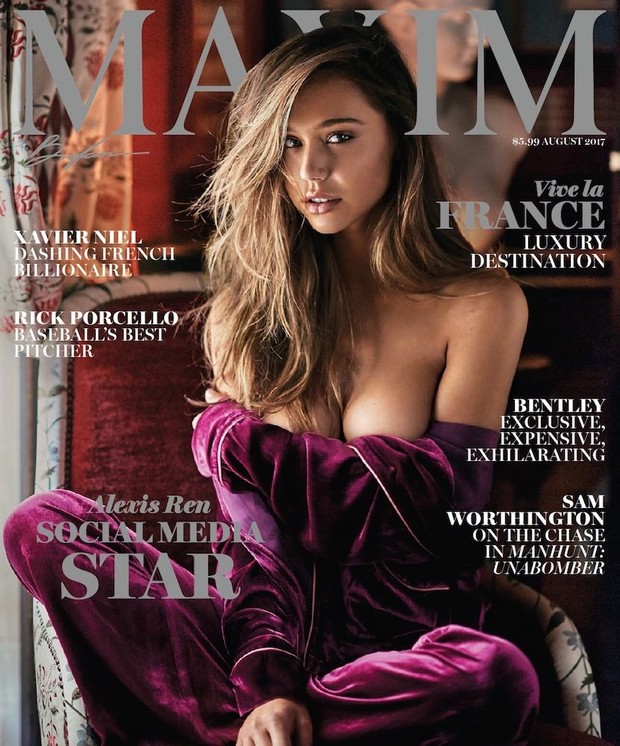 MAXIM
$5.99 AUGUST 2017
Vive la
FRANCE
LUXURY
DESTINATION
XAVIER NIEL
DASHING FRENCH
BILLIONAIRE
RICK PORCELLO
BASEBALL'S BEST
PITCHER
BENTLEY
EXCLUSIVE,
EXPENSIVE,
EXHILARATING
Alexis Ren
SOCIAL MEDIA
STAR
SAM
WORTHINGTON
ON THE CHASE
IN MANHUNT:
UNABOMBER